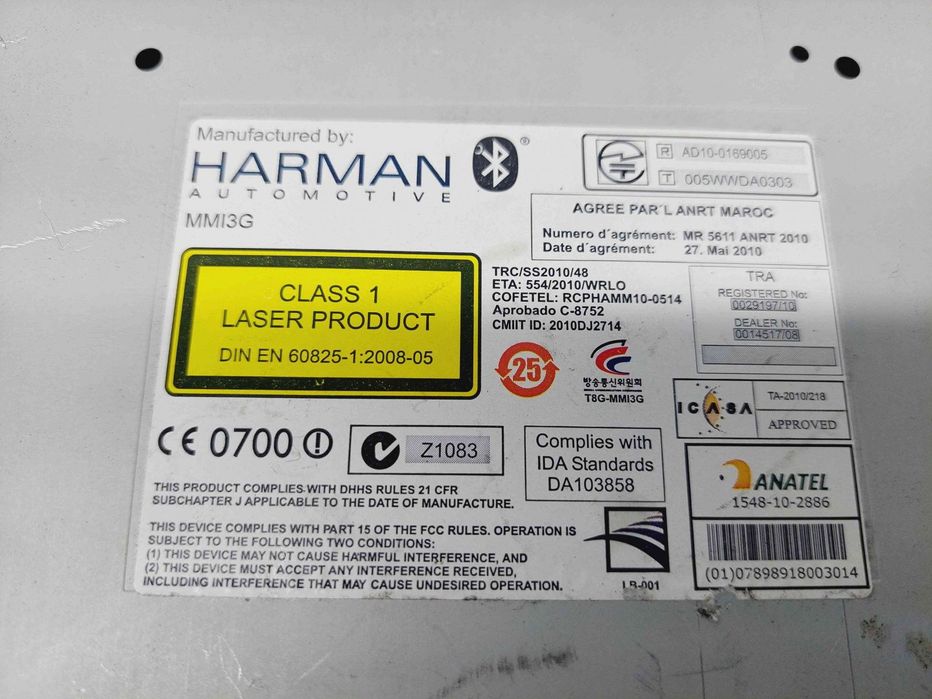 Manufactured by:
HARMAN
AUTOMOTIVE
MMI3G
R AD10-0169005
T 005WWDA0303
AGREE PAR´L ANRT MAROC
Numero d´agrément: MR 5611 ANRT 2010
Date d´agrément: 27. Mai 2010
CLASS 1
LASER PRODUCT
DIN EN 60825-1:2008-05
TRC/SS2010/48
ETA: 554/2010/WRLO
COFETEL: RCPHAMM10-0514
Aprobado C-8752
CMIIT ID: 2010DJ2714
TRA
REGISTERED No:
0029197/10
DEALER No:
0014517/08
25
방송통신위원회
T8G-MMI3G
ICASA
TA-2010/218
APPROVED
CE 0700
Z1083
Complies with
IDA Standards
DA103858
ANATEL
1548-10-2886
(01)07898918003014
THIS PRODUCT COMPLIES WITH DHHS RULES 21 CFR
SUBCHAPTER J APPLICABLE TO THE DATE OF MANUFACTURE.
THIS DEVICE COMPLIES WITH PART 15 OF THE FCC RULES. OPERATION IS
SUBJECT TO THE FOLLOWING TWO CONDITIONS:
(1) THIS DEVICE MAY NOT CAUSE HARMFUL INTERFERENCE, AND
(2) THIS DEVICE MUST ACCEPT ANY INTERFERENCE RECEIVED,
INCLUDING INTERFERENCE THAT MAY CAUSE UNDESIRED OPERATION.
LB-001